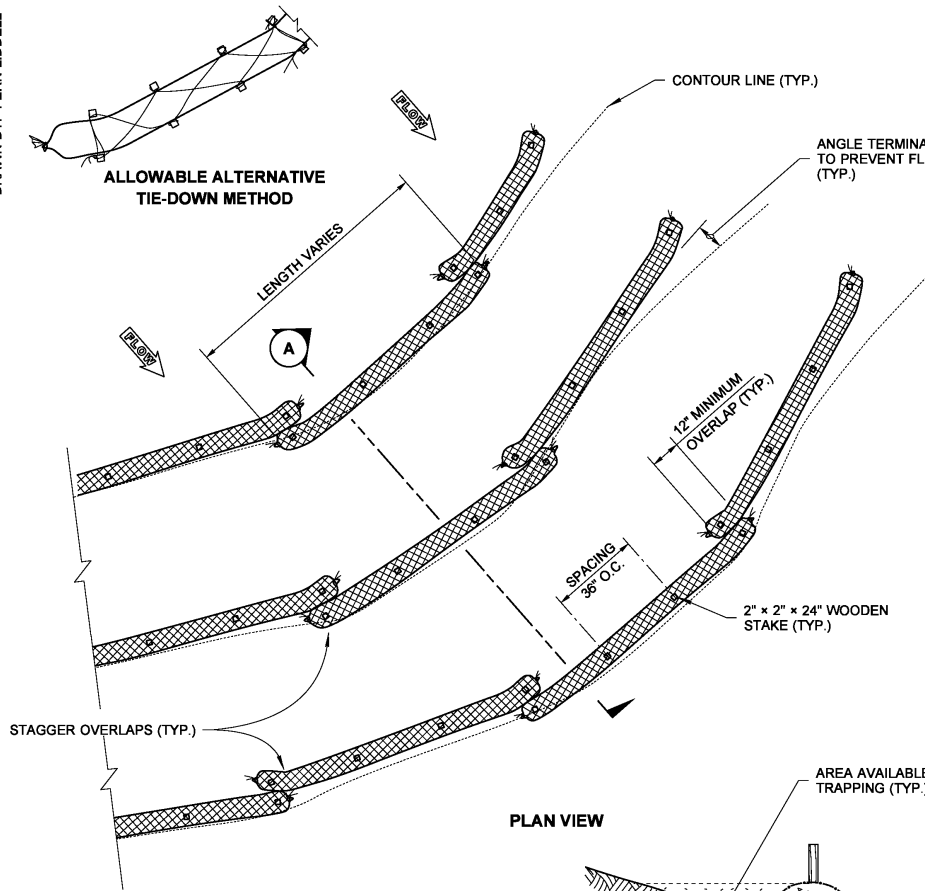 CONTOUR LINE (TYP.)
FLOW
ANGLE TERMINA
TO PREVENT FL
(TYP.)
ALLOWABLE ALTERNATIVE
TIE-DOWN METHOD
LENGTH VARIES
FLOW
A
12" MINIMUM
OVERLAP (TYP.)
SPACING
36" O.C.
2" × 2" × 24" WOODEN
STAKE (TYP.)
STAGGER OVERLAPS (TYP.)
AREA AVAILABLE
TRAPPING (TYP.
PLAN VIEW